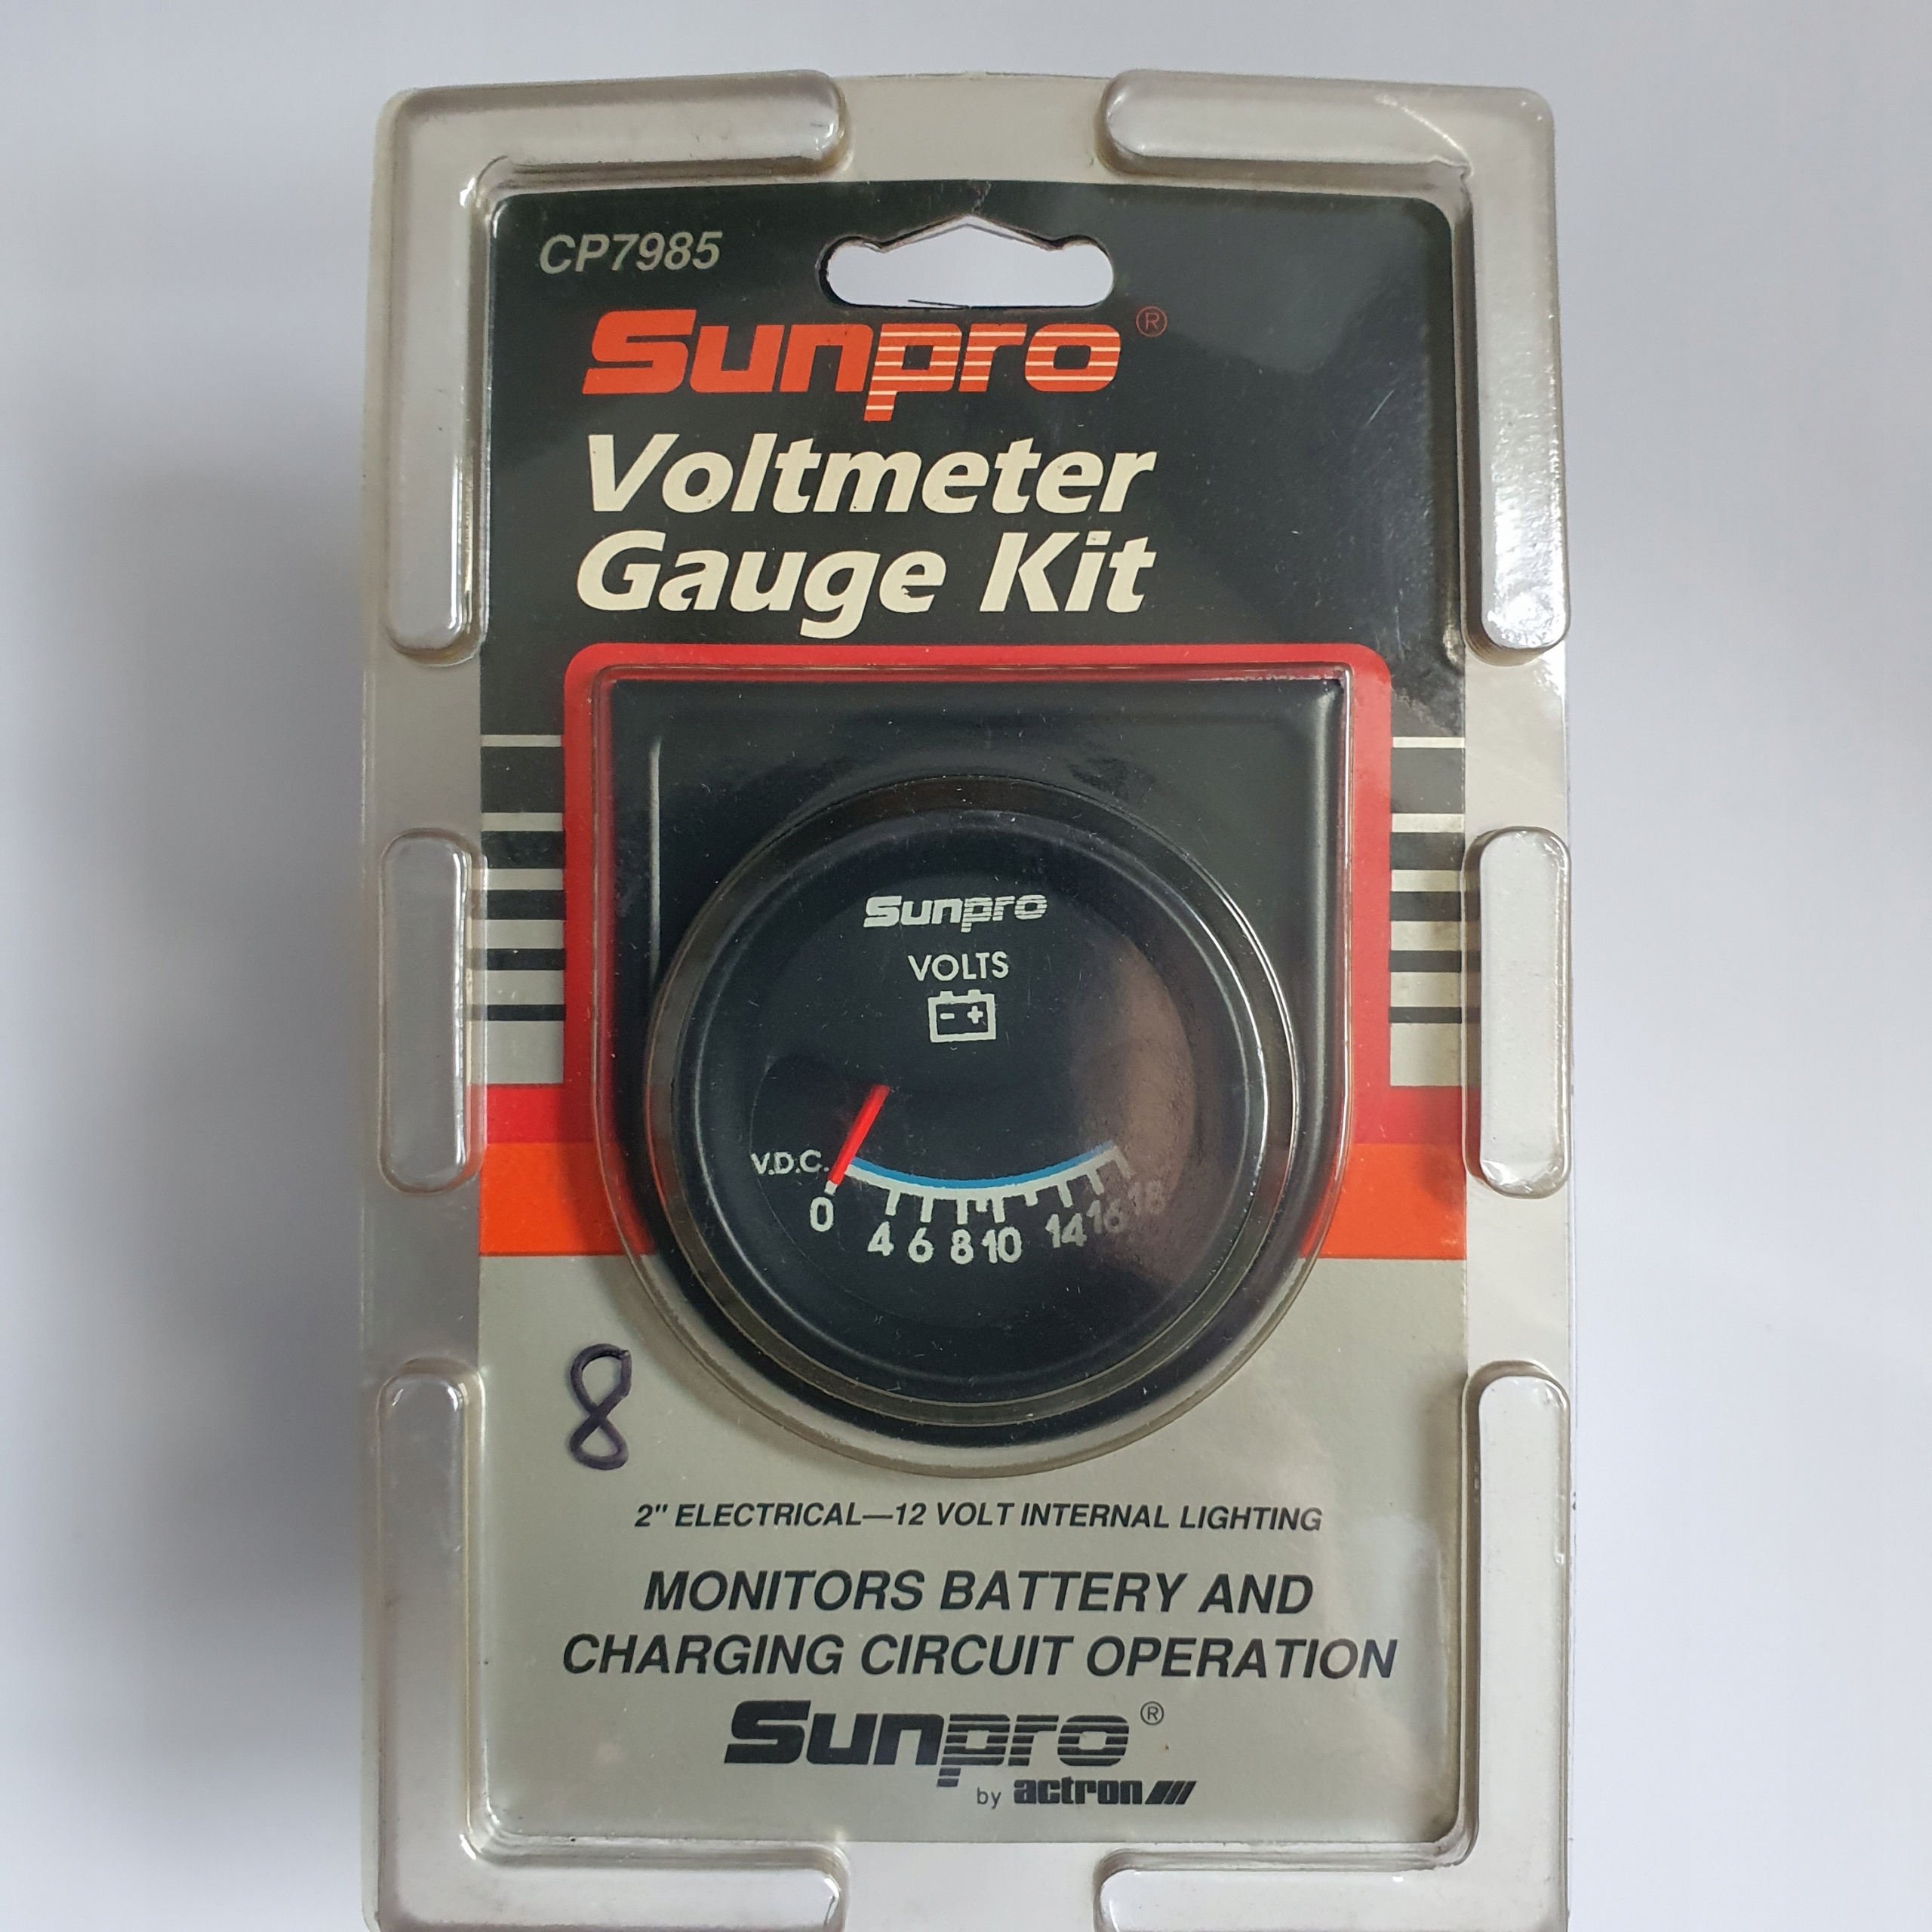 CP7985
Sunpro®
Voltmeter
Gauge Kit
Sunpro
VOLTS
- +
V.D.C.
0 4 6 8 10 14 16 18
8
2" ELECTRICAL—12 VOLT INTERNAL LIGHTING
MONITORS BATTERY AND
CHARGING CIRCUIT OPERATION
Sunpro®
by actron